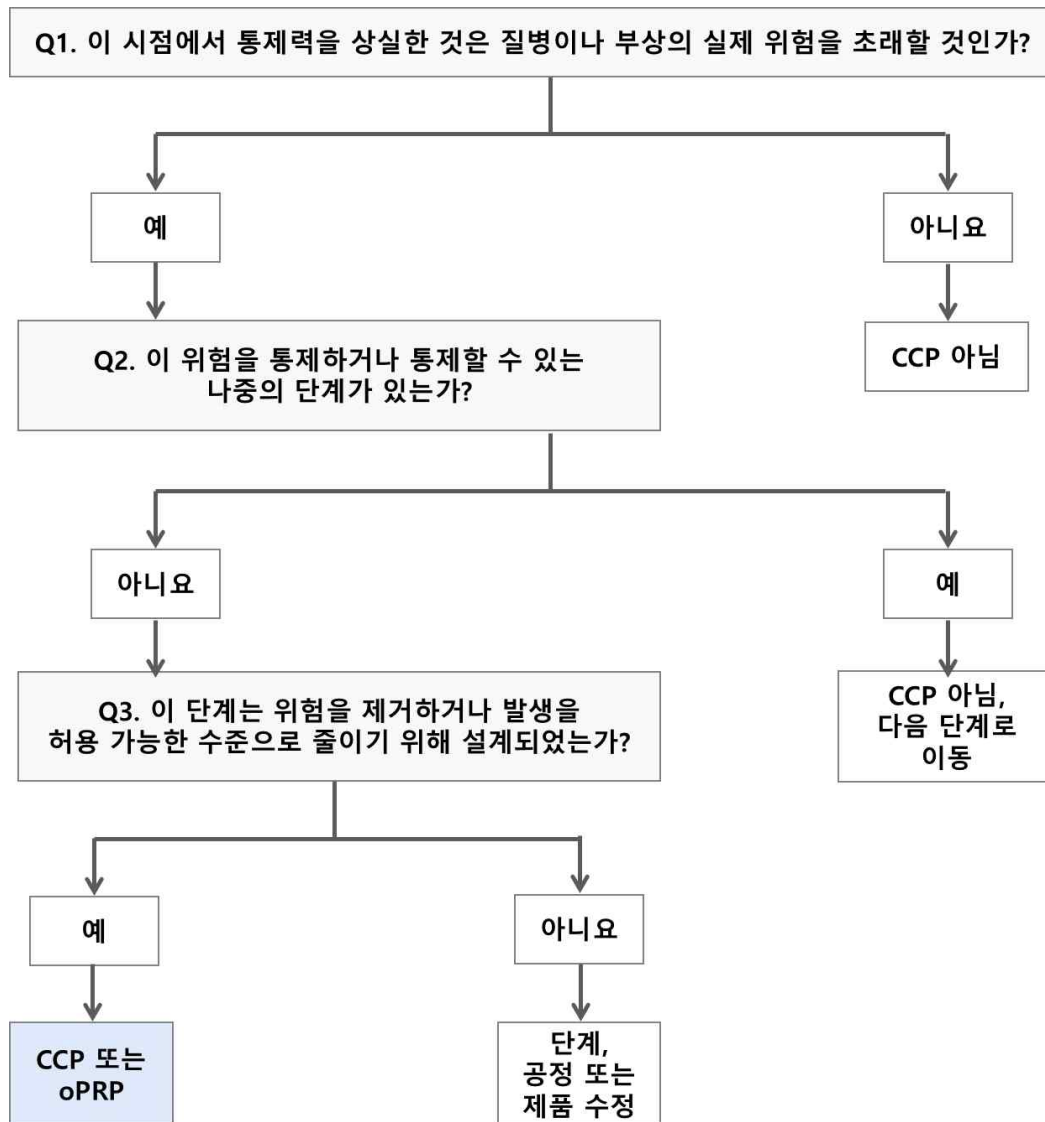 Q1. 이 시점에서 통제력을 상실한 것은 질병이나 부상의 실제 위험을 초래할 것인가?
예
아니요
Q2. 이 위험을 통제하거나 통제할 수 있는
나중의 단계가 있는가?
CCP 아님
아니요
예
Q3. 이 단계는 위험을 제거하거나 발생을
허용 가능한 수준으로 줄이기 위해 설계되었는가?
CCP 아님,
다음 단계로
이동
예
아니요
CCP 또는
oPRP
단계,
공정 또는
제품 수정